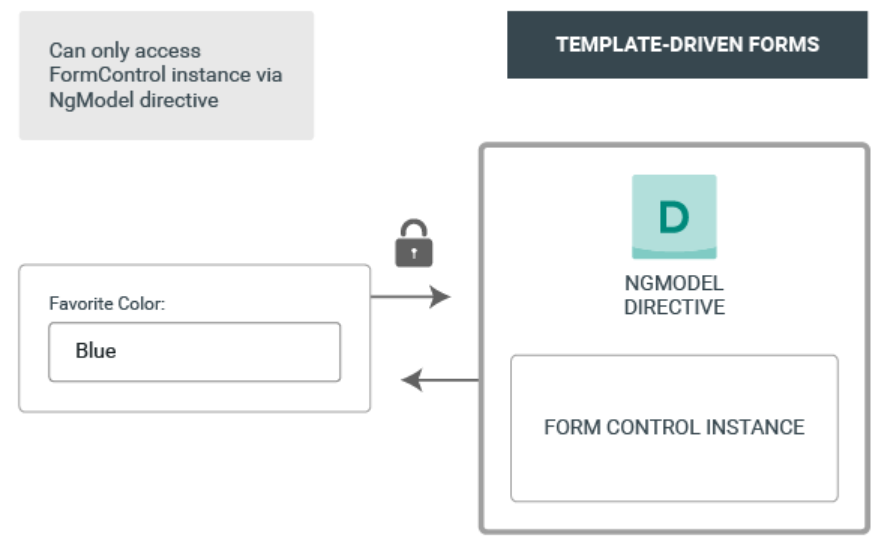 Can only access
FormControl instance via
NgModel directive
TEMPLATE-DRIVEN FORMS
D
NGMODEL
DIRECTIVE
Favorite Color:
Blue
FORM CONTROL INSTANCE